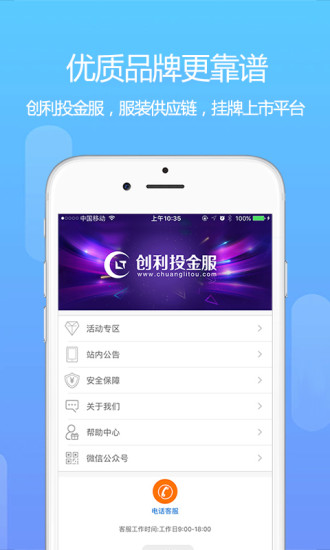 优质品牌更靠谱
创利投金服，服装供应链，挂牌上市平台
中国移动 上午10:35 100%
创利投金服
www.chuanglitou.com
活动专区
站内公告
安全保障
关于我们
帮助中心
微信公众号
电话客服
客服工作时间:工作日9:00-18:00